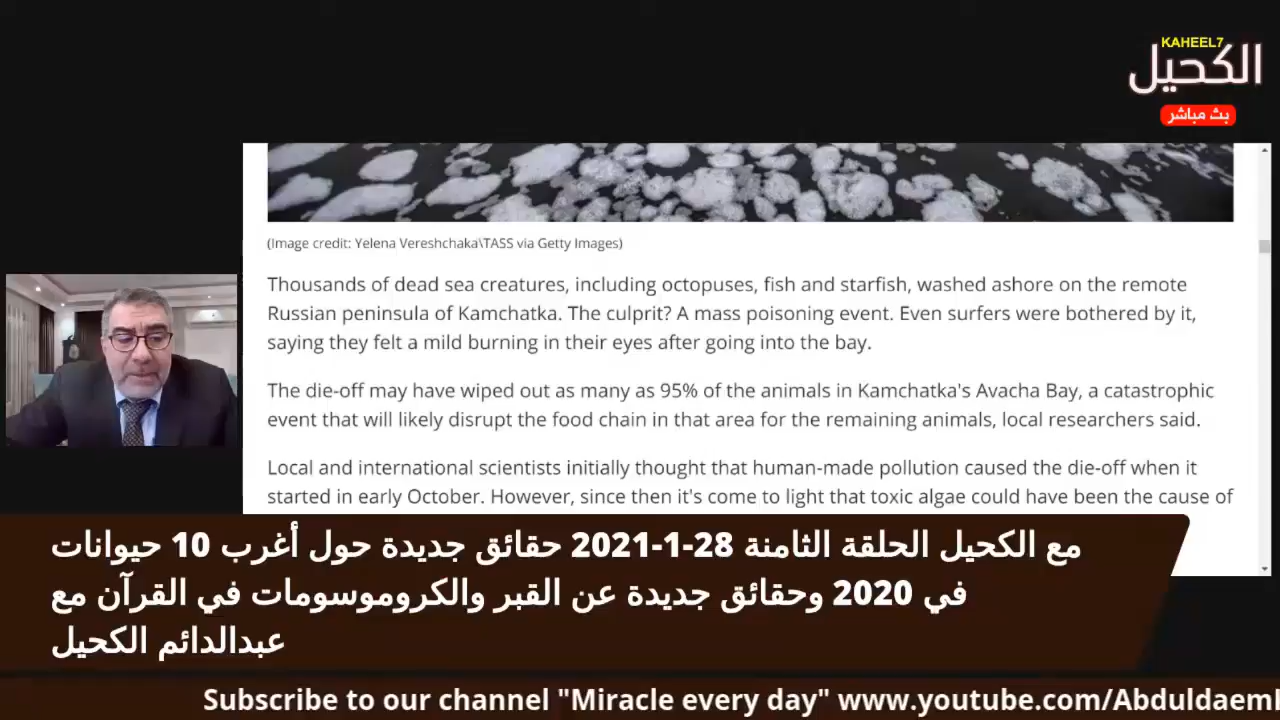 KAHEEL7
الكحيل
بث مباشر
(Image credit: Yelena Vereshchaka\TASS via Getty Images)
Thousands of dead sea creatures, including octopuses, fish and starfish, washed ashore on the remote
Russian peninsula of Kamchatka. The culprit? A mass poisoning event. Even surfers were bothered by it,
saying they felt a mild burning in their eyes after going into the bay.
The die-off may have wiped out as many as 95% of the animals in Kamchatka's Avacha Bay, a catastrophic
event that will likely disrupt the food chain in that area for the remaining animals, local researchers said.
Local and international scientists initially thought that human-made pollution caused the die-off when it
started in early October. However, since then it's come to light that toxic algae could have been the cause of
مع الكحيل الحلقة الثامنة 28-1-2021 حقائق جديدة حول أغرب 10 حيوانات
في 2020 وحقائق جديدة عن القبر والكروموسومات في القرآن مع
عبدالدائم الكحيل
Subscribe to our channel "Miracle every day" www.youtube.com/Abduldaem